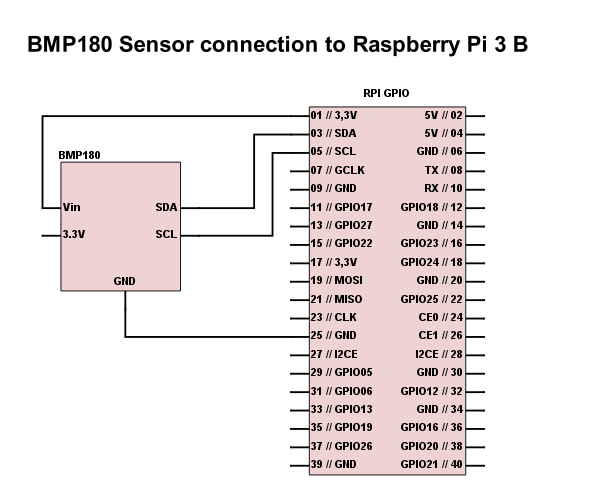 BMP180 Sensor connection to Raspberry Pi 3 B
RPI GPIO
01 // 3,3V 5V // 02
03 // SDA 5V // 04
05 // SCL GND // 06
07 // GCLK TX // 08
09 // GND RX // 10
11 // GPIO17 GPIO18 // 12
13 // GPIO27 GND // 14
15 // GPIO22 GPIO23 // 16
17 // 3,3V GPIO24 // 18
19 // MOSI GND // 20
21 // MISO GPIO25 // 22
23 // CLK CE0 // 24
25 // GND CE1 // 26
27 // I2CE I2CE // 28
29 // GPIO05 GND // 30
31 // GPIO06 GPIO12 // 32
33 // GPIO13 GND // 34
35 // GPIO19 GPIO16 // 36
37 // GPIO26 GPIO20 // 38
39 // GND GPIO21 // 40
BMP180
Vin SDA
3.3V SCL
GND